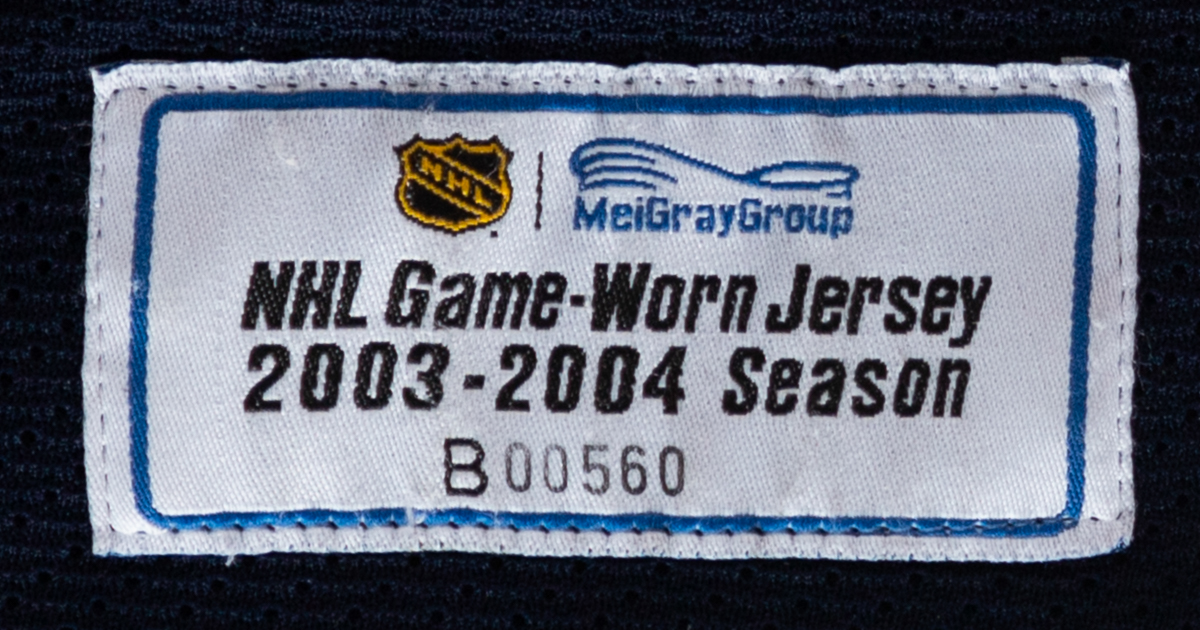 NHL
MeiGrayGroup
NHL Game-Worn Jersey
2003-2004 Season
B00560